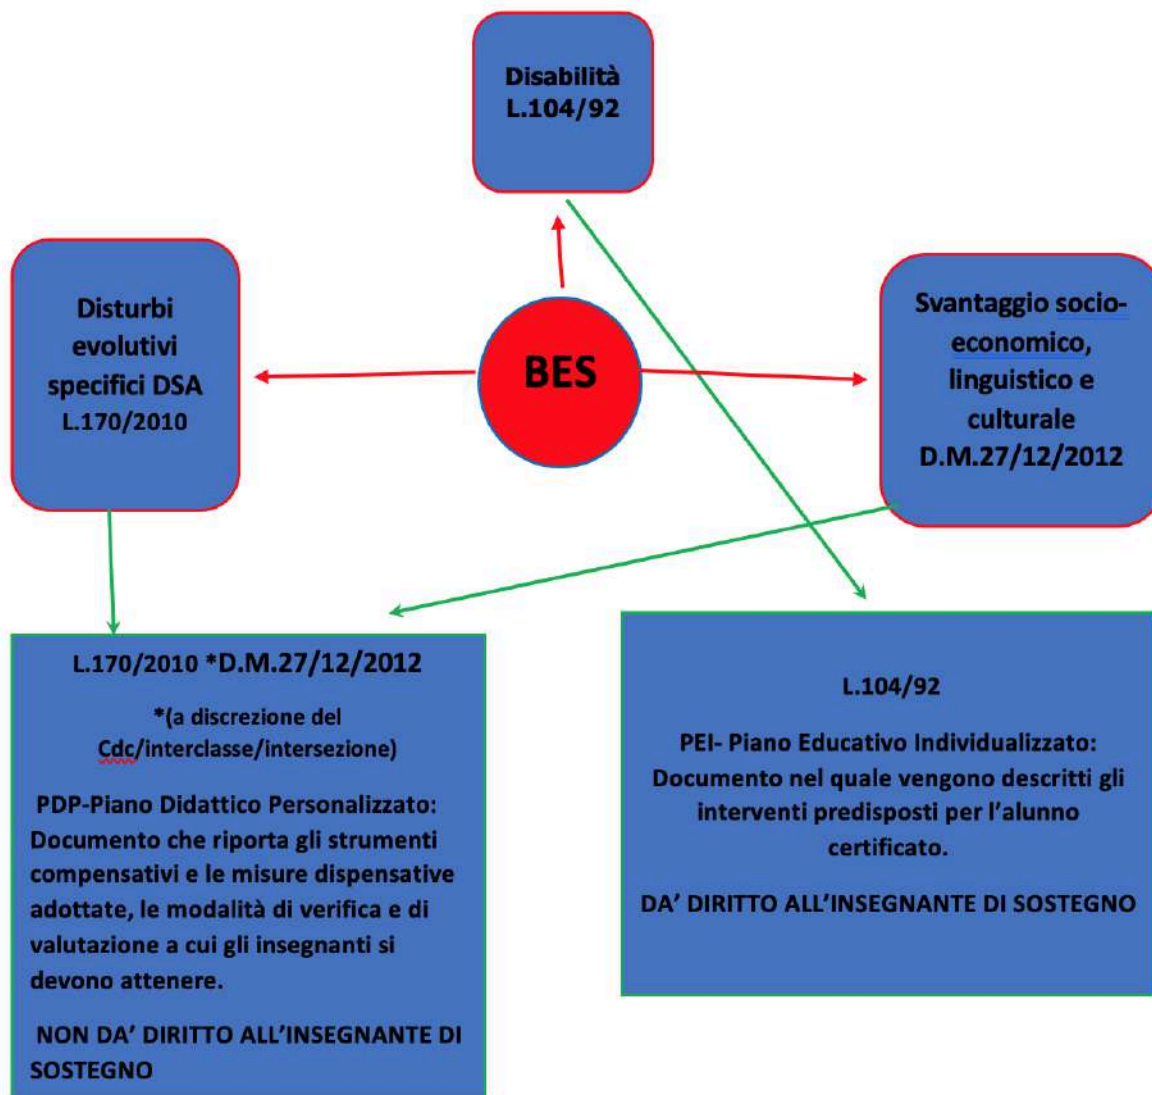 Disabilità
L.104/92
Disturbi
evolutivi
specifici DSA
L.170/2010
BES
Svantaggio socio-
economico,
linguistico e
culturale
D.M.27/12/2012
L.170/2010 *D.M.27/12/2012
*(a discrezione del
Cdc/interclasse/intersezione)
PDP-Piano Didattico Personalizzato:
Documento che riporta gli strumenti
compensativi e le misure dispensative
adottate, le modalità di verifica e di
valutazione a cui gli insegnanti si
devono attenere.
NON DA’ DIRITTO ALL’INSEGNANTE DI
SOSTEGNO
L.104/92
PEI- Piano Educativo Individualizzato:
Documento nel quale vengono descritti gli
interventi predisposti per l’alunno
certificato.
DA’ DIRITTO ALL’INSEGNANTE DI SOSTEGNO